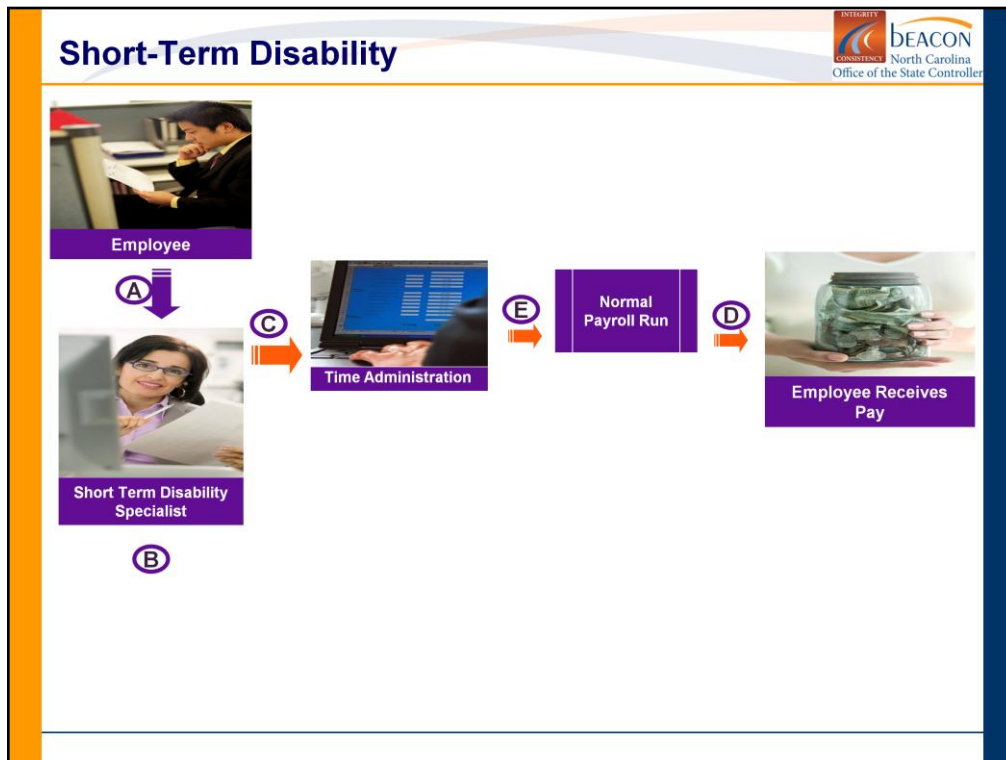 Short-Term Disability
INTEGRITY
CONSISTENCY
bEACON
North Carolina
Office of the State Controller
Employee
A
C
E
D
Normal
Payroll Run
Time Administration
Employee Receives
Pay
Short Term Disability
Specialist
B